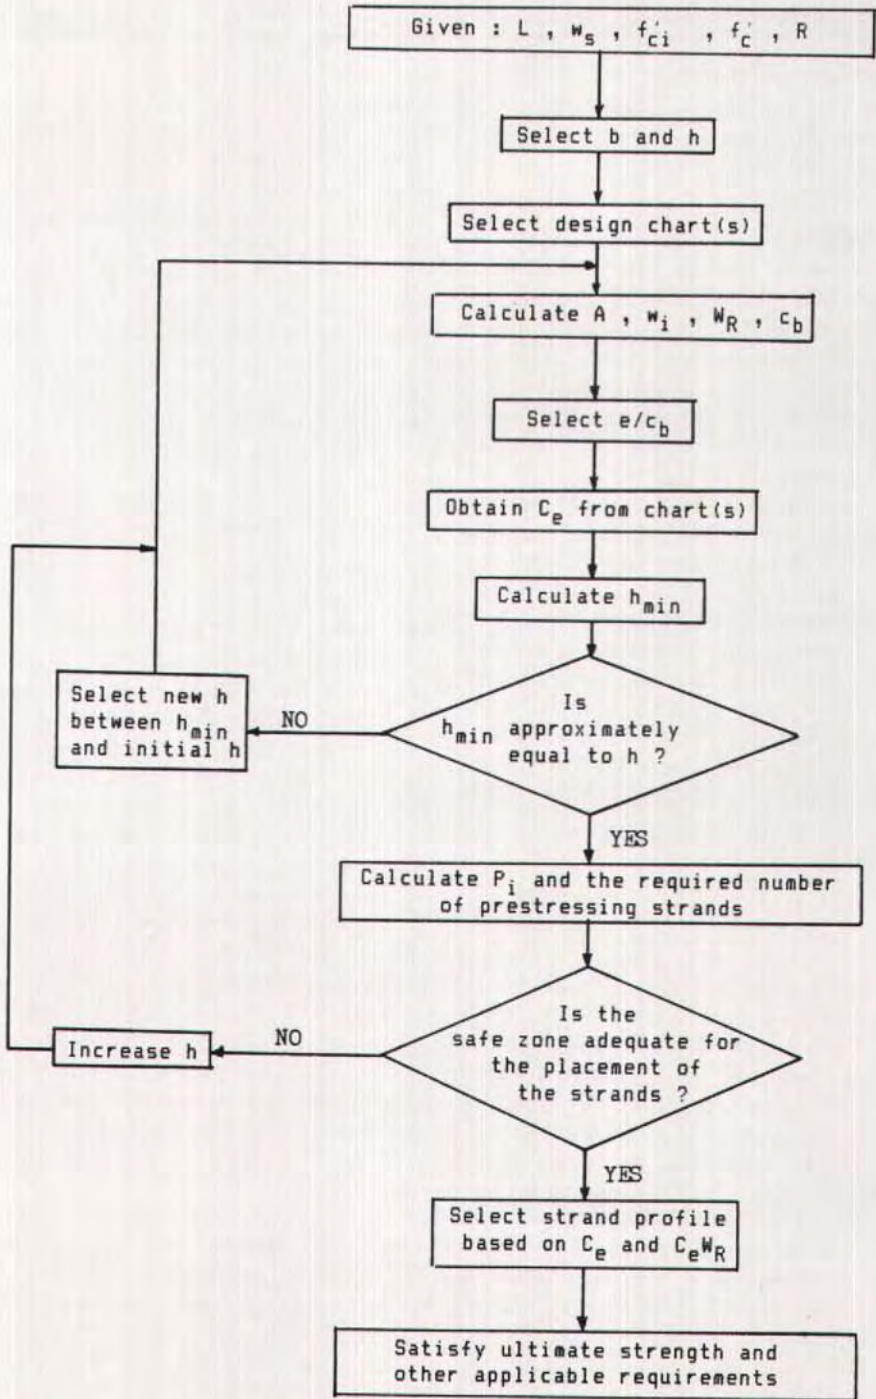 Given : L , w_s , f'_ci , f'_c , R
Select b and h
Select design chart(s)
Calculate A , w_i , W_R , c_b
Select e/c_b
Obtain C_e from chart(s)
Calculate h_min
Is
h_min approximately
equal to h ?
NO
Select new h
between h_min
and initial h
YES
Calculate P_i and the required number
of prestressing strands
Is the
safe zone adequate for
the placement of
the strands ?
NO
Increase h
YES
Select strand profile
based on C_e and C_eW_R
Satisfy ultimate strength and
other applicable requirements